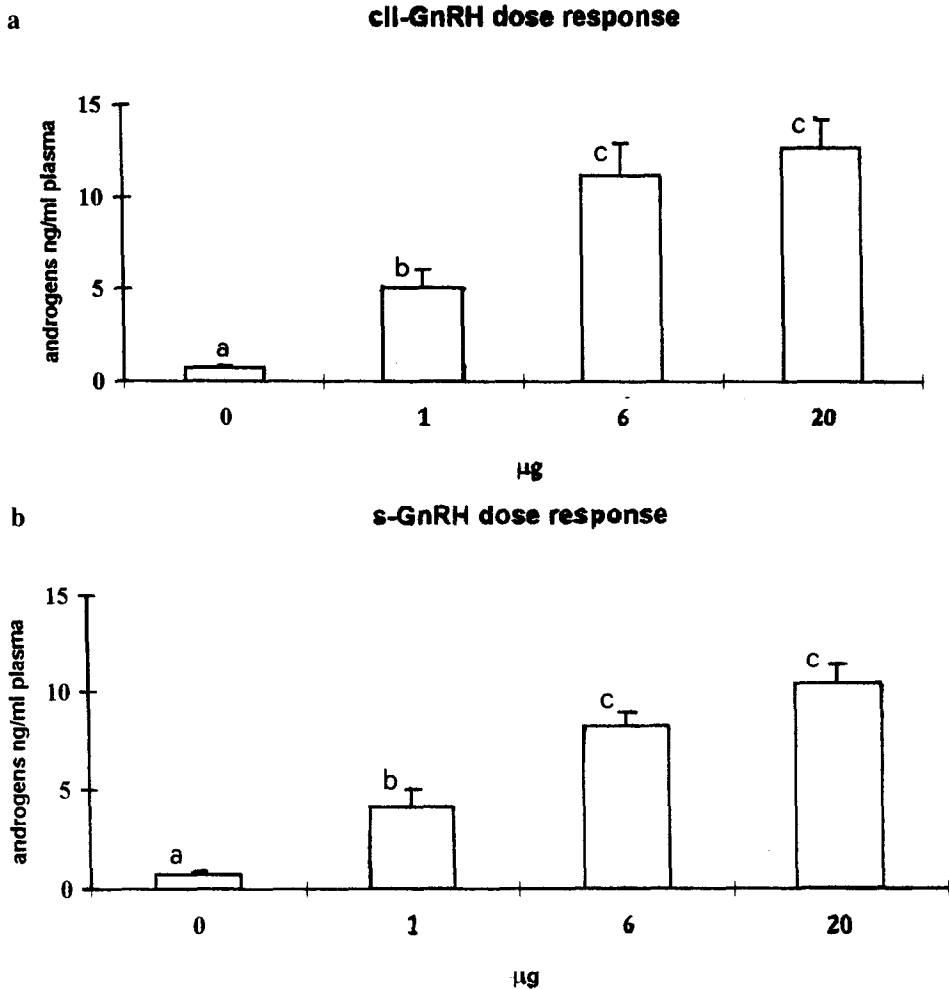 a
cII-GnRH dose response
androgens ng/ml plasma
15
10
5
0
a
b
c
c
0 1 6 20
µg
b
s-GnRH dose response
androgens ng/ml plasma
15
10
5
0
a
b
c
c
0 1 6 20
µg